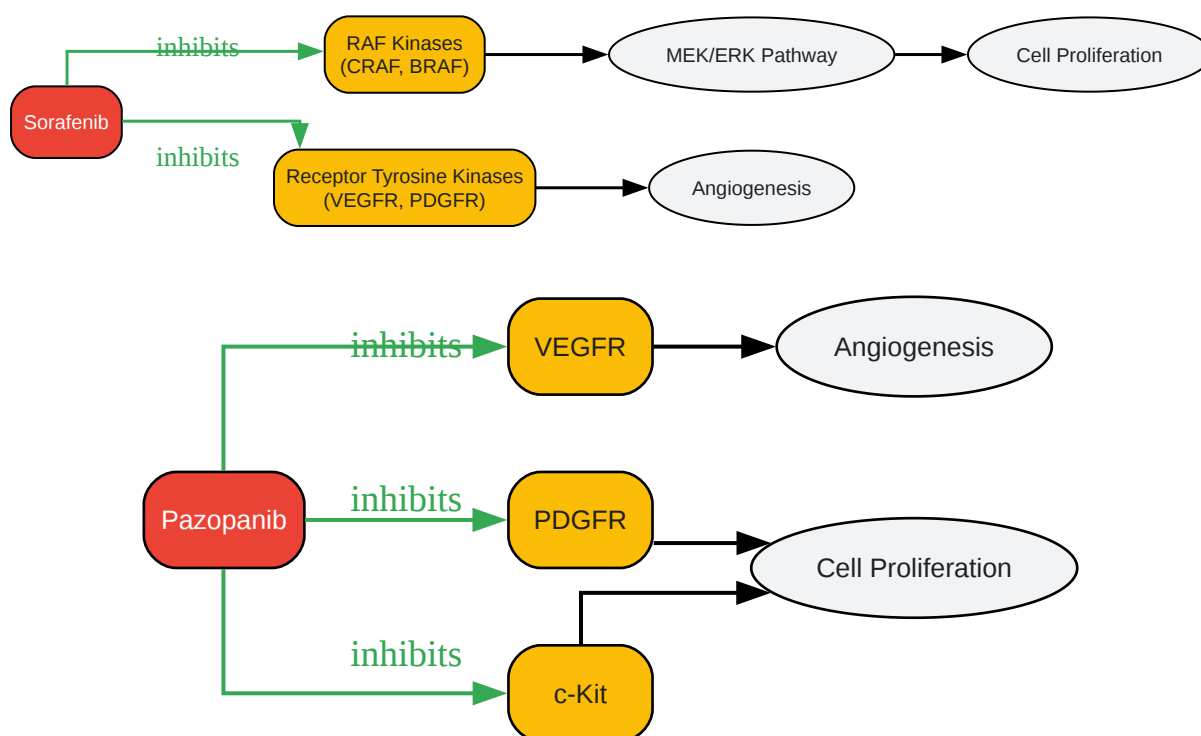 inhibits
RAF Kinases
(CRAF, BRAF)
MEK/ERK Pathway
Cell Proliferation
Sorafenib
inhibits
Receptor Tyrosine Kinases
(VEGFR, PDGFR)
Angiogenesis
inhibits
VEGFR
Angiogenesis
Pazopanib
inhibits
PDGFR
Cell Proliferation
inhibits
c-Kit